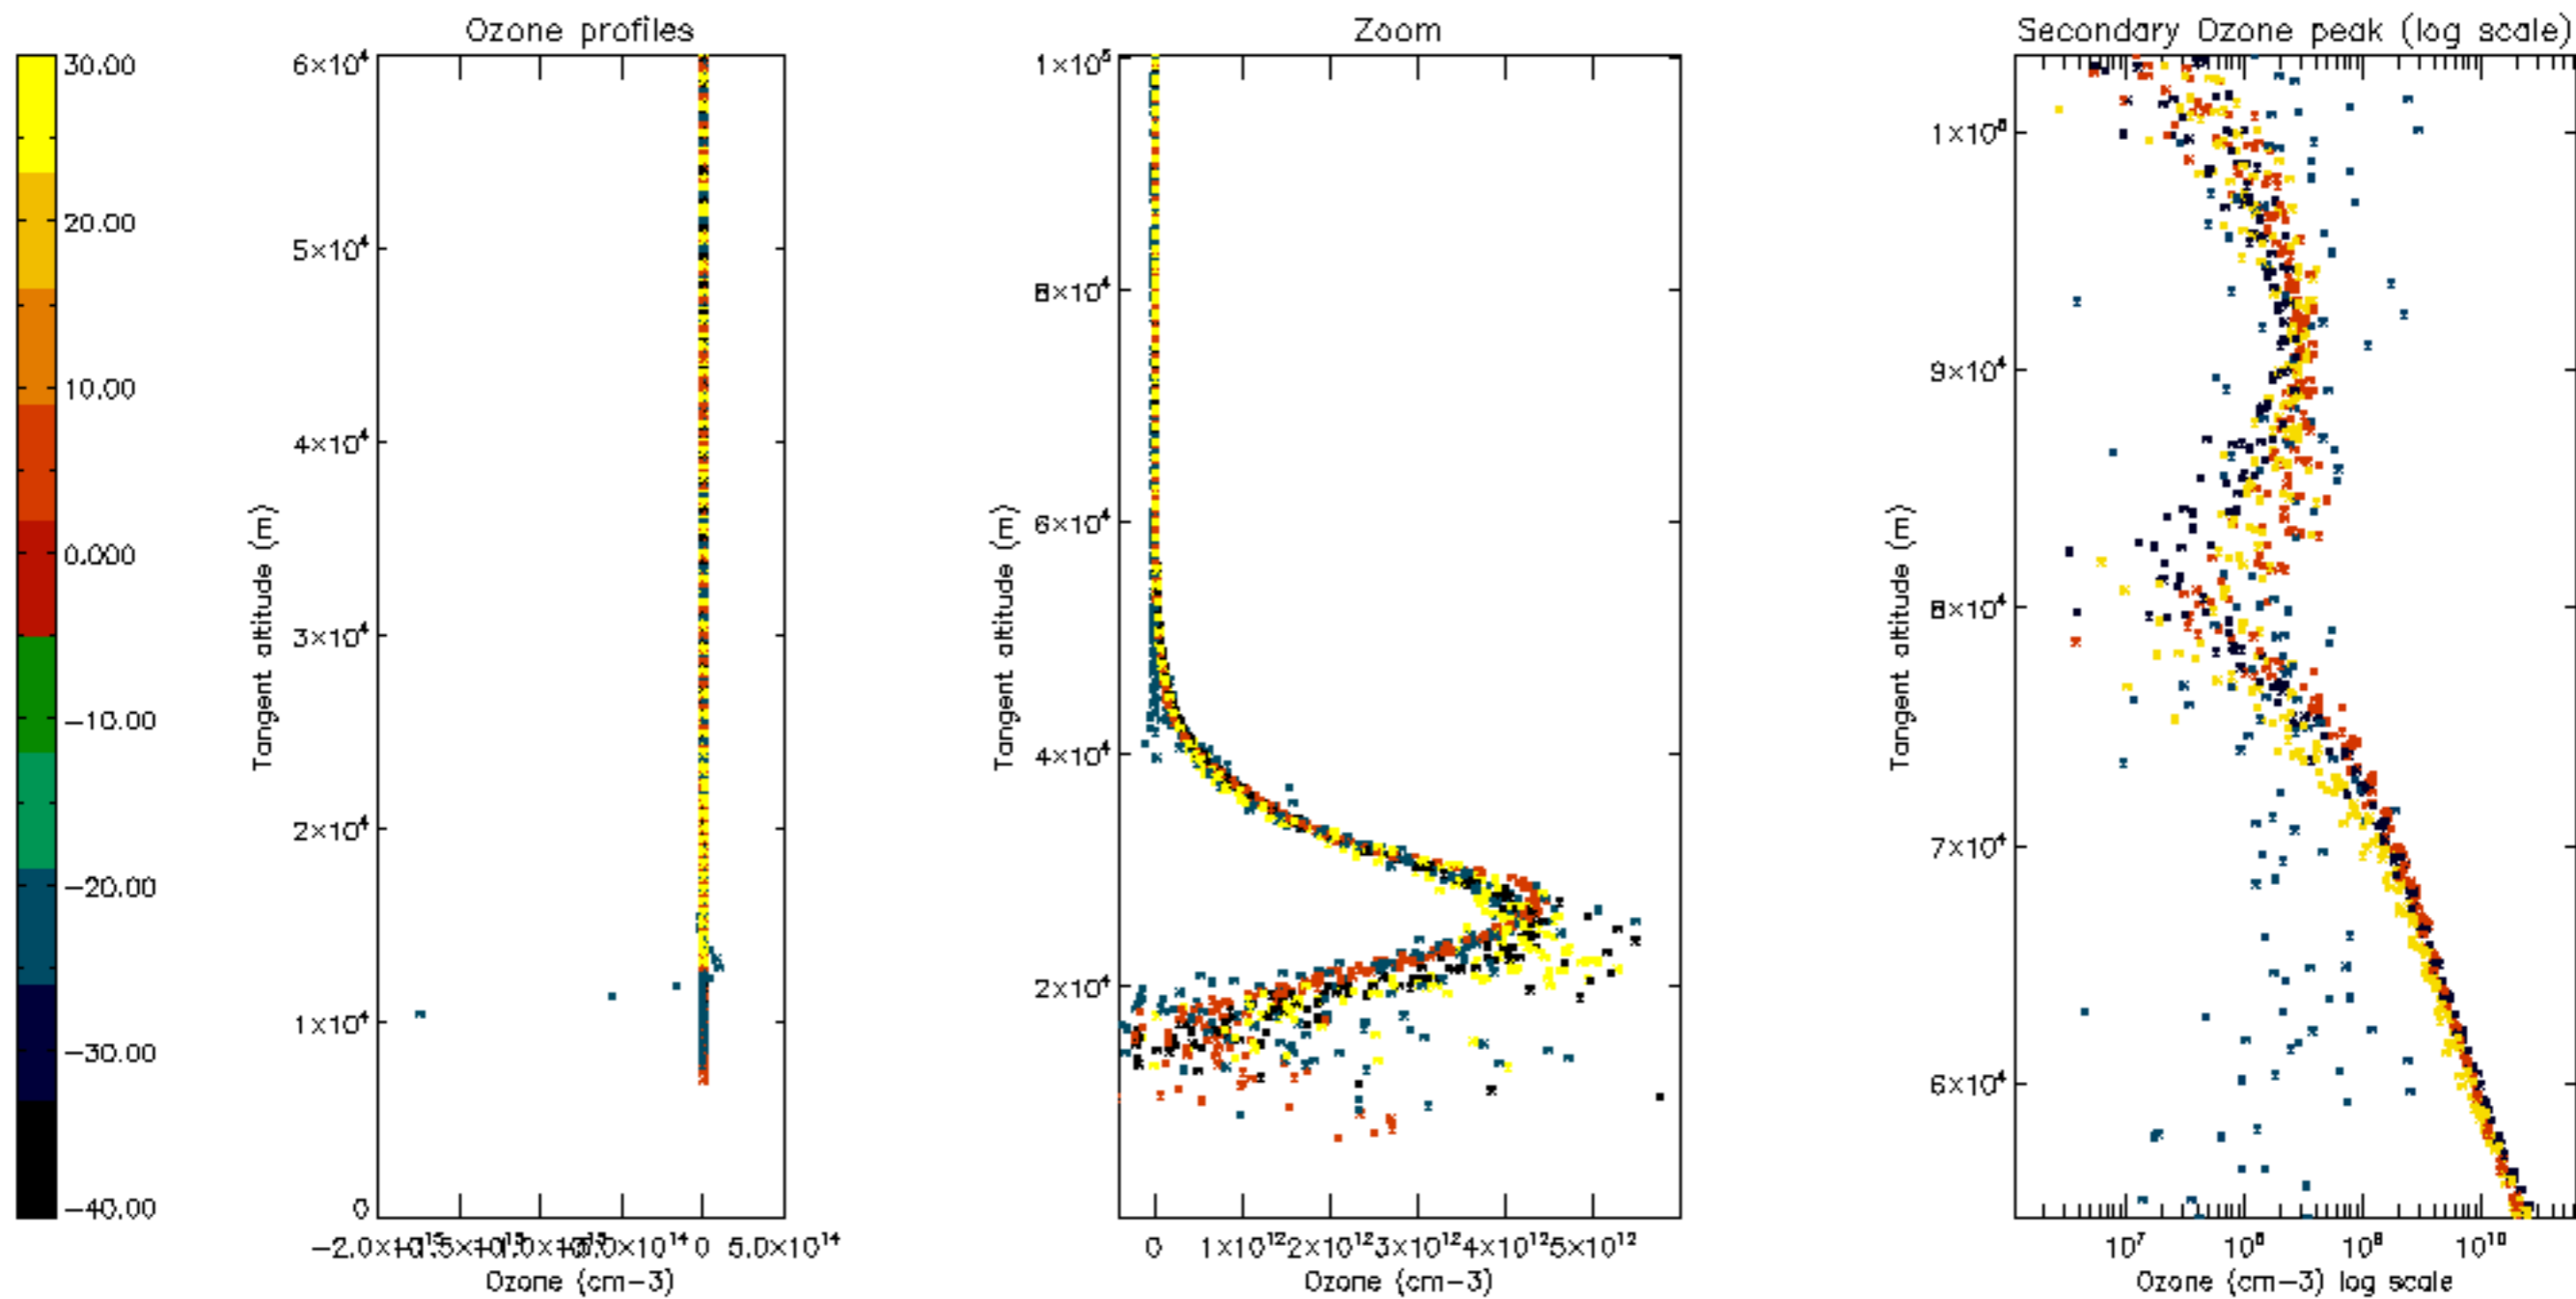 Ozone profiles
Zoom
Secondary Ozone peak (log scale)
30.00
20.00
10.00
0.000
−10.00
−20.00
−30.00
−40.00
6×10⁴
5×10⁴
4×10⁴
3×10⁴
2×10⁴
1×10⁴
0
Tangent altitude (m)
5.0×10¹⁴
0
Ozone (cm−3)
1×10⁵
8×10⁴
6×10⁴
4×10⁴
2×10⁴
Tangent altitude (m)
0 1×10¹² 2×10¹² 3×10¹² 4×10¹² 5×10¹²
Ozone (cm−3)
9×10⁴
8×10⁴
7×10⁴
6×10⁴
Tangent altitude (m)
10⁷ 10⁸ 10⁹ 10¹⁰
Ozone (cm−3) log scale